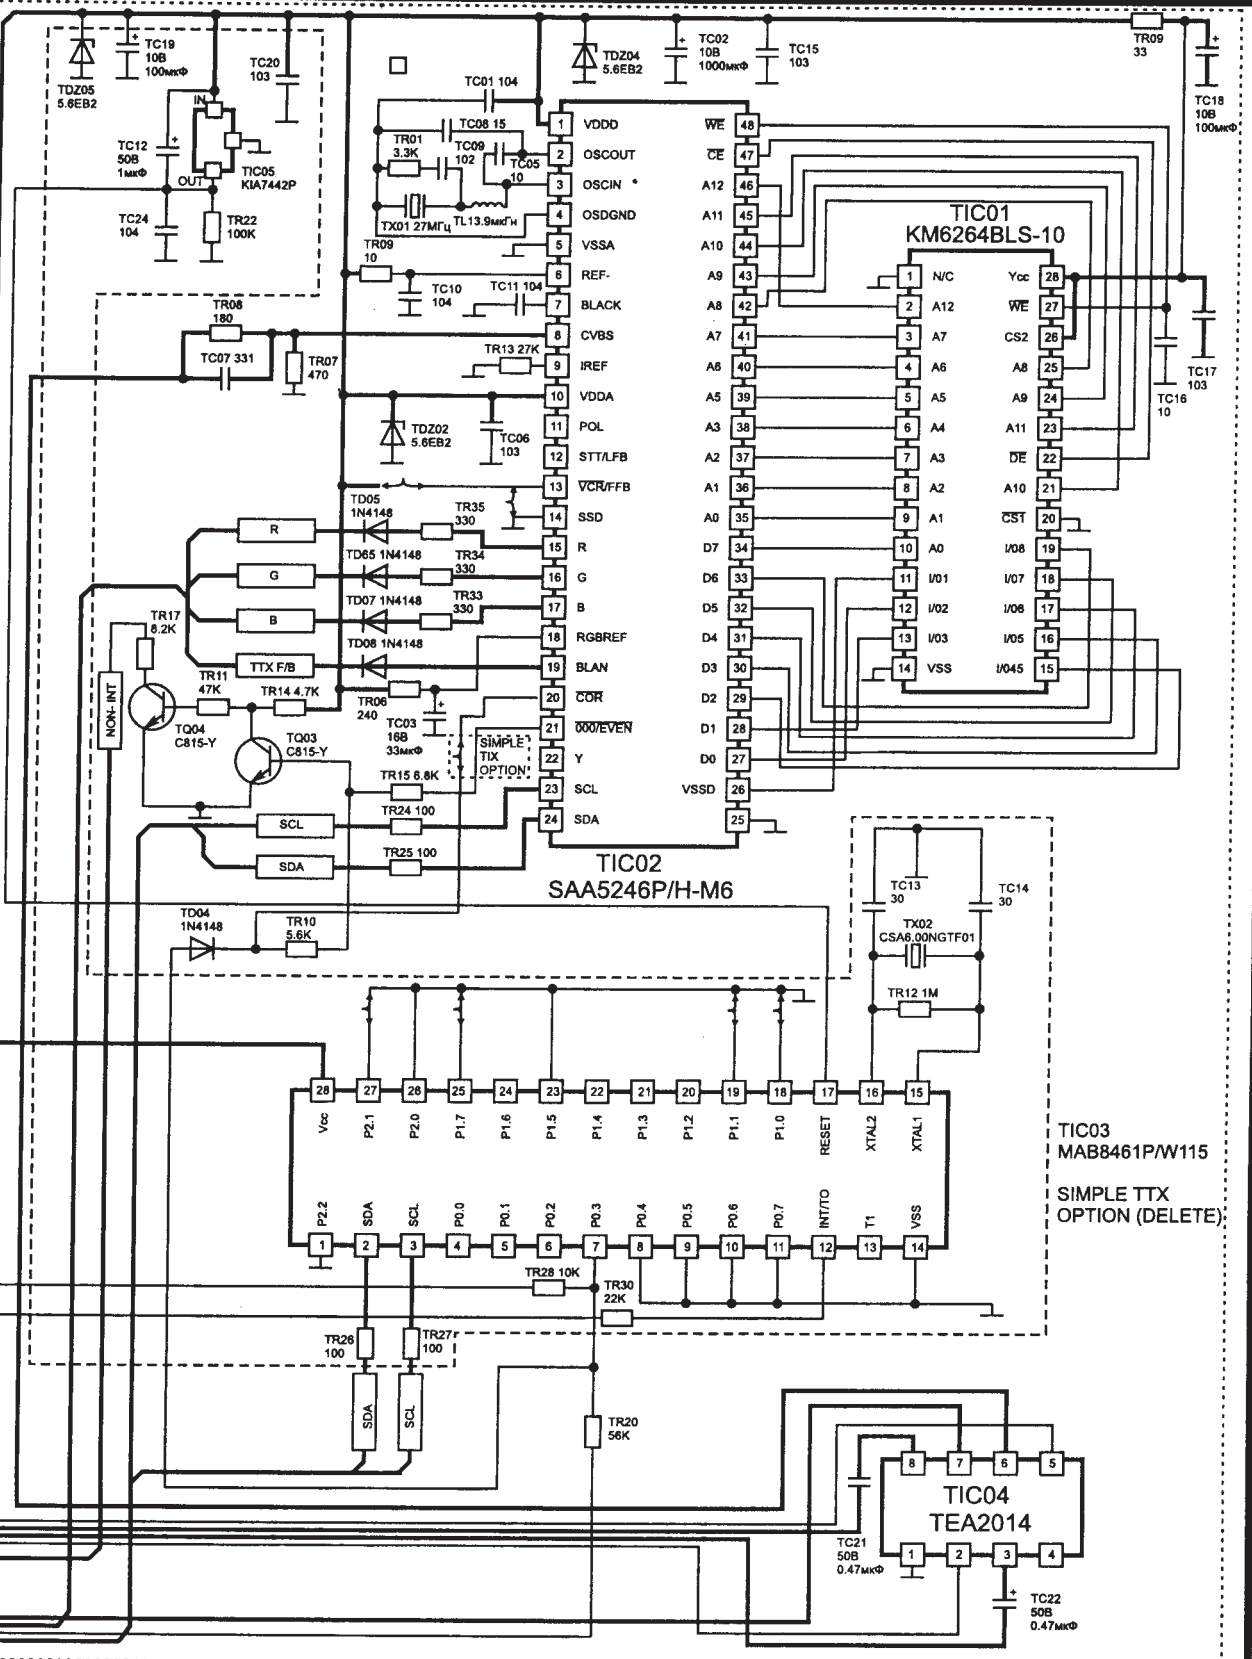 TDZ05
5.6EB2
TC19
10В
100мкФ
TC20
103
IN
TC12
50В
1мкФ
OUT
TIC05
KIA7442P
TC24
104
TR22
100K
TC01 104
TC08 15
TR01
3.3K
TC09
102
TC05
10
TX01 27МГц
TL13.9мкГн
TR09
10
TC10
104
TC11 104
TDZ04
5.6EB2
TC02
10В
1000мкФ
TC15
103
TR09
33
TC18
10В
100мкФ
TR08
180
TC07 331
TR07
470
TR13 27K
TDZ02
5.6EB2
TC06
103
1 VDDD
2 OSCOUT
3 OSCIN *
4 OSDGND
5 VSSA
6 REF-
7 BLACK
8 CVBS
9 IREF
10 VDDA
11 POL
12 STT/LFB
13 VCR/FFB
14 SSD
15 R
16 G
17 B
18 RGBREF
19 BLAN
20 COR
21 000/EVEN
22 Y
23 SCL
24 SDA
WE 48
CE 47
A12 46
A11 45
A10 44
A9 43
A8 42
A7 41
A6 40
A5 39
A3 38
A2 37
A1 36
A0 35
D7 34
D6 33
D5 32
D4 31
D3 30
D2 29
D1 28
D0 27
VSSD 26
25
TIC02
SAA5246P/H-M6
TIC01
KM6264BLS-10
1 N/C
2 A12
3 A7
4 A6
5 A5
6 A4
7 A3
8 A2
9 A1
10 A0
11 I/01
12 I/02
13 I/03
14 VSS
Ycc 28
WE 27
CS2 26
A8 25
A9 24
A11 23
DE 22
A10 21
CST 20
I/08 19
I/07 18
I/06 17
I/05 16
I/045 15
TC17
103
TC16
10
R
G
B
TTX F/B
TD05
1N4148
TR35
330
TD65 1N4148
TR34
330
TD07 1N4148
TR33
330
TD08 1N4148
TR17
8.2K
NON- INT
TR11
47K
TR14 4.7K
TR06
240
TC03
16В
33мкФ
TQ04
C815-Y
TQ03
C815-Y
SIMPLE
TIX
OPTION
TR15 6.8K
SCL
TR24 100
SDA
TR25 100
TD04
1N4148
TR10
5.6K
TC13
30
TC14
30
TX02
CSA6.00NGTF01
TR12 1M
28 27 26 25 24 23 22 21 20 19 18 17 16 15
Vcc P2.1 P2.0 P1.7 P1.6 P1.5 P1.4 P1.3 P1.2 P1.1 P1.0 RESET XTAL2 XTAL1
P2.2 SDA SCL P0.0 P0.1 P0.2 P0.3 P0.4 P0.5 P0.6 P0.7 INT/TO T1 VSS
1 2 3 4 5 6 7 8 9 10 11 12 13 14
TIC03
MAB8461P/W115
SIMPLE TTX
OPTION (DELETE)
TR28 10K
TR30
22K
TR26
100
TR27
100
SDA
SCL
TR20
56K
8 7 6 5
TIC04
TEA2014
1 2 3 4
TC21
50В
0.47мкФ
TC22
50В
0.47мкФ